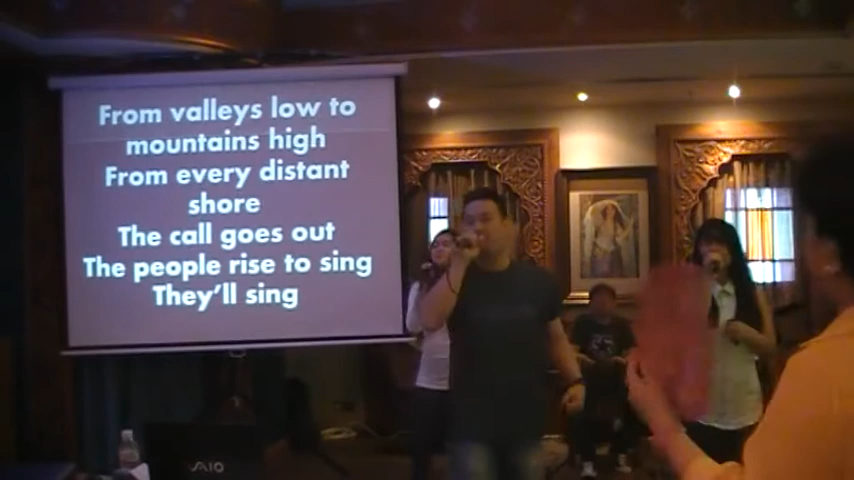 From valleys low to
mountains high
From every distant
shore
The call goes out
The people rise to sing
They'll sing
VAIO